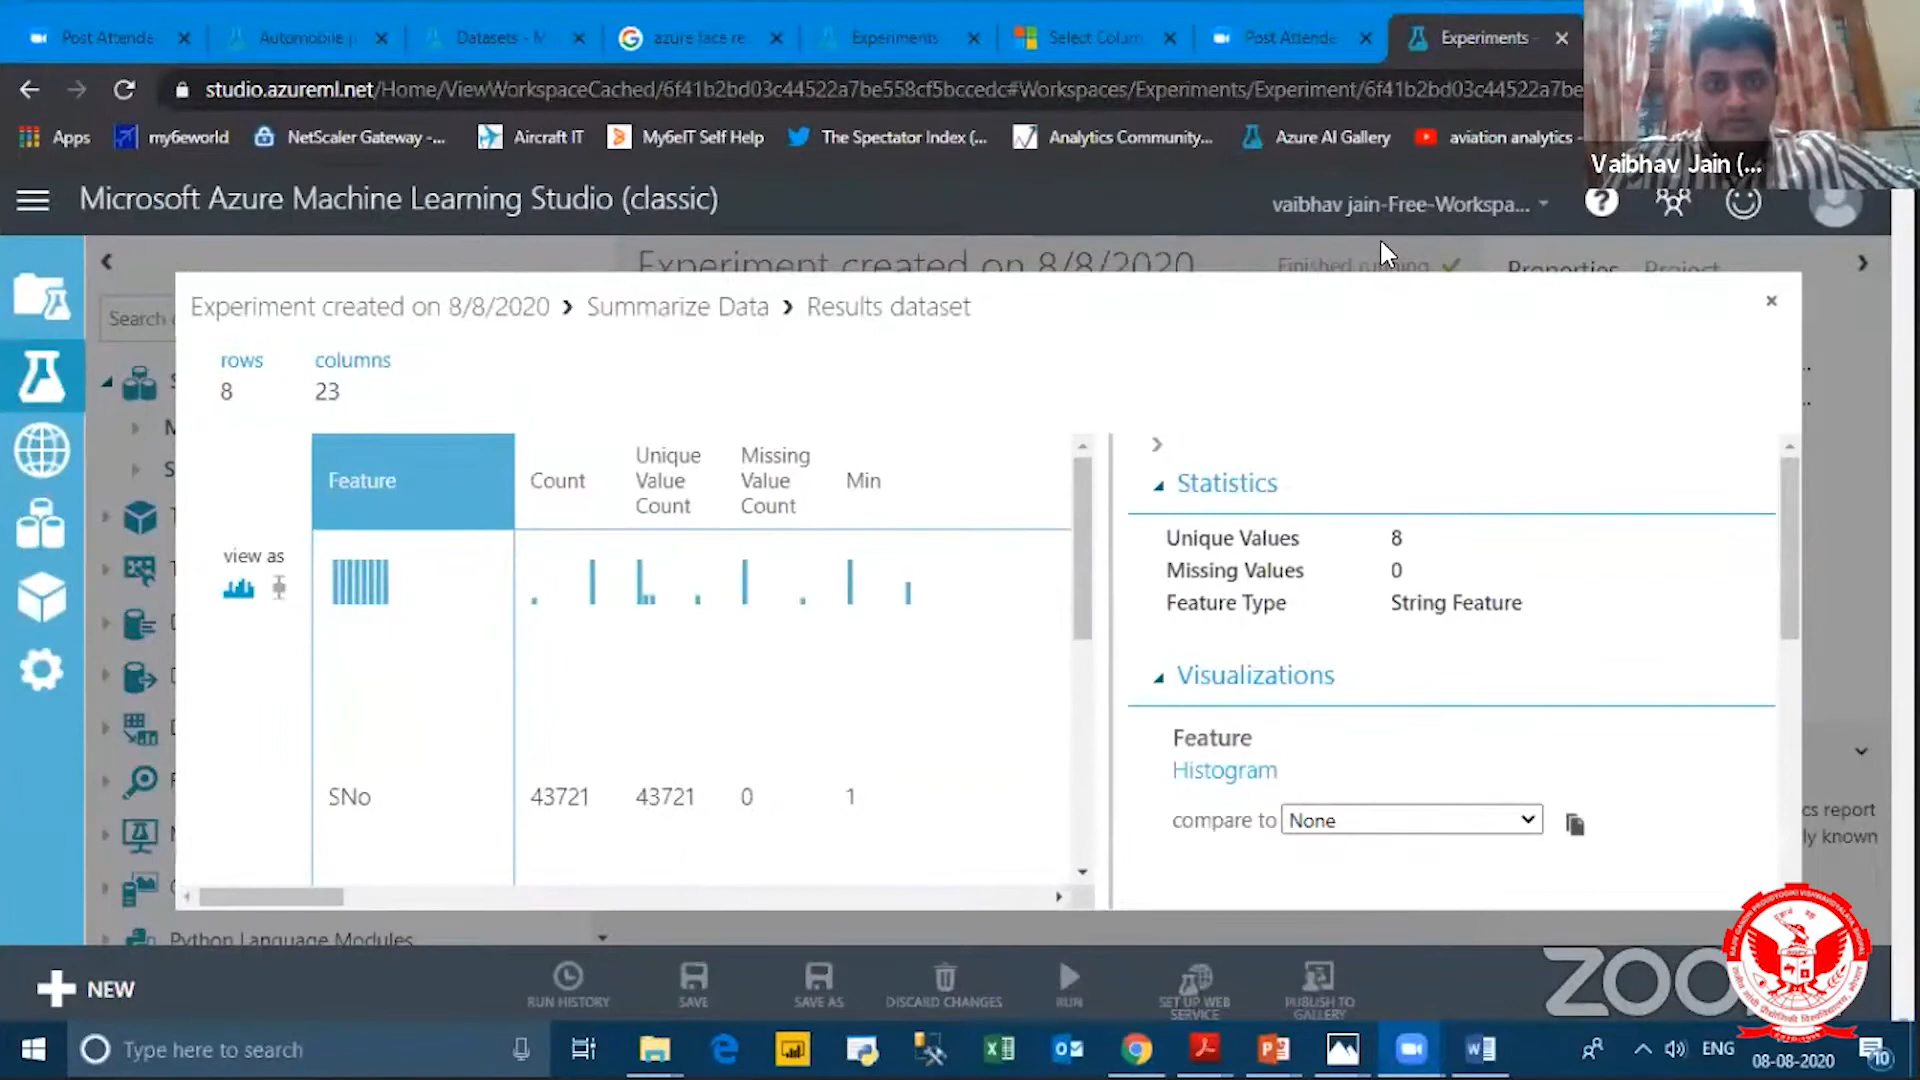 Post Attende
Automobile p
Datasets - M
azure face re
Experiments
Select Colum
Post Attende
Experiments
studio.azureml.net/Home/ViewWorkspaceCached/6f41b2bd03c44522a7be558cf5bccedc#Workspaces/Experiments/Experiment/6f41b2bd03c44522a7be
Apps
my6eworld
NetScaler Gateway -...
Aircraft IT
My6eIT Self Help
The Spectator Index (...
Analytics Community...
Azure AI Gallery
aviation analytics -
Vaibhav Jain (...
Microsoft Azure Machine Learning Studio (classic)
vaibhav jain-Free-Workspa...
Experiment created on 8/8/2020
Finished running
Properties
Project
Search
Experiment created on 8/8/2020 > Summarize Data > Results dataset
rows
columns
8
23
Feature
Count
Unique Value Count
Missing Value Count
Min
view as
SNo
43721
43721
0
1
Statistics
Unique Values 8
Missing Values 0
Feature Type String Feature
Visualizations
Feature
Histogram
compare to None
cs report
ly known
Python Language Modules
NEW
RUN HISTORY
SAVE
SAVE AS
DISCARD CHANGES
RUN
SET UP WEB SERVICE
PUBLISH TO GALLERY
Type here to search
ENG
08-08-2020
10